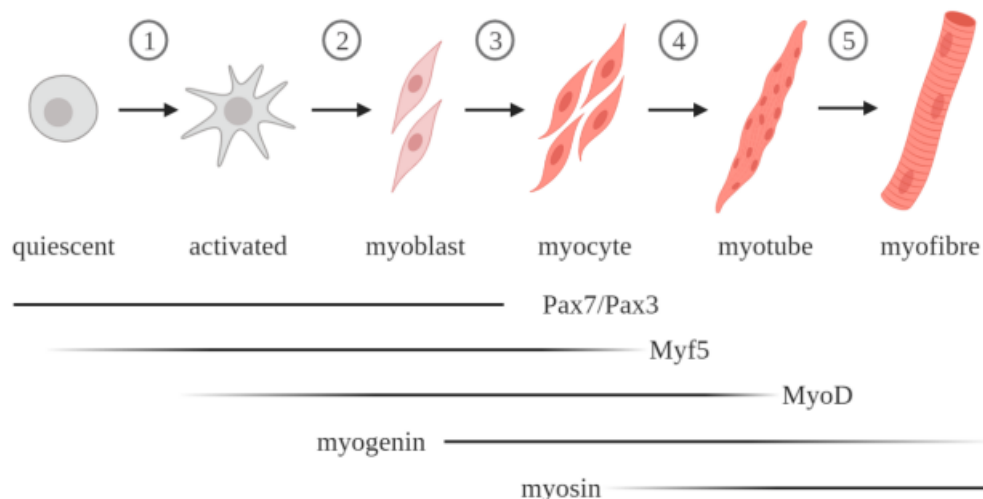 1 2 3 4 5
quiescent activated myoblast myocyte myotube myofibre
Pax7/Pax3
Myf5
MyoD
myogenin
myosin